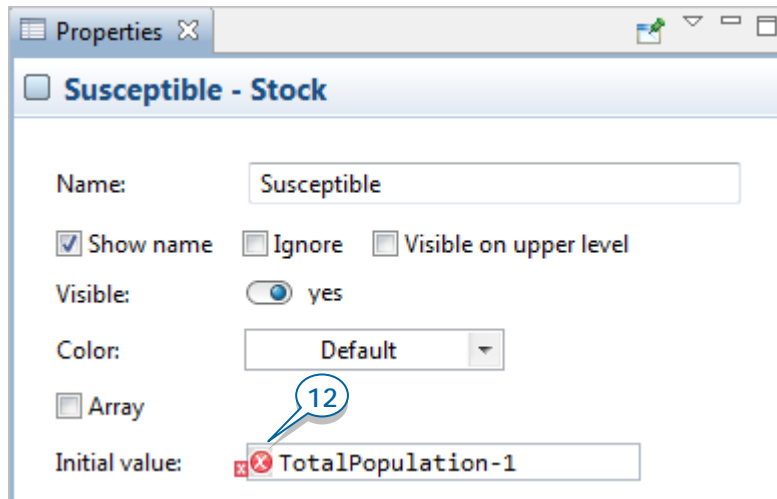 Properties
Susceptible - Stock
Name: Susceptible
Show name Ignore Visible on upper level
Visible: yes
Color: Default
Array
12
Initial value: TotalPopulation-1